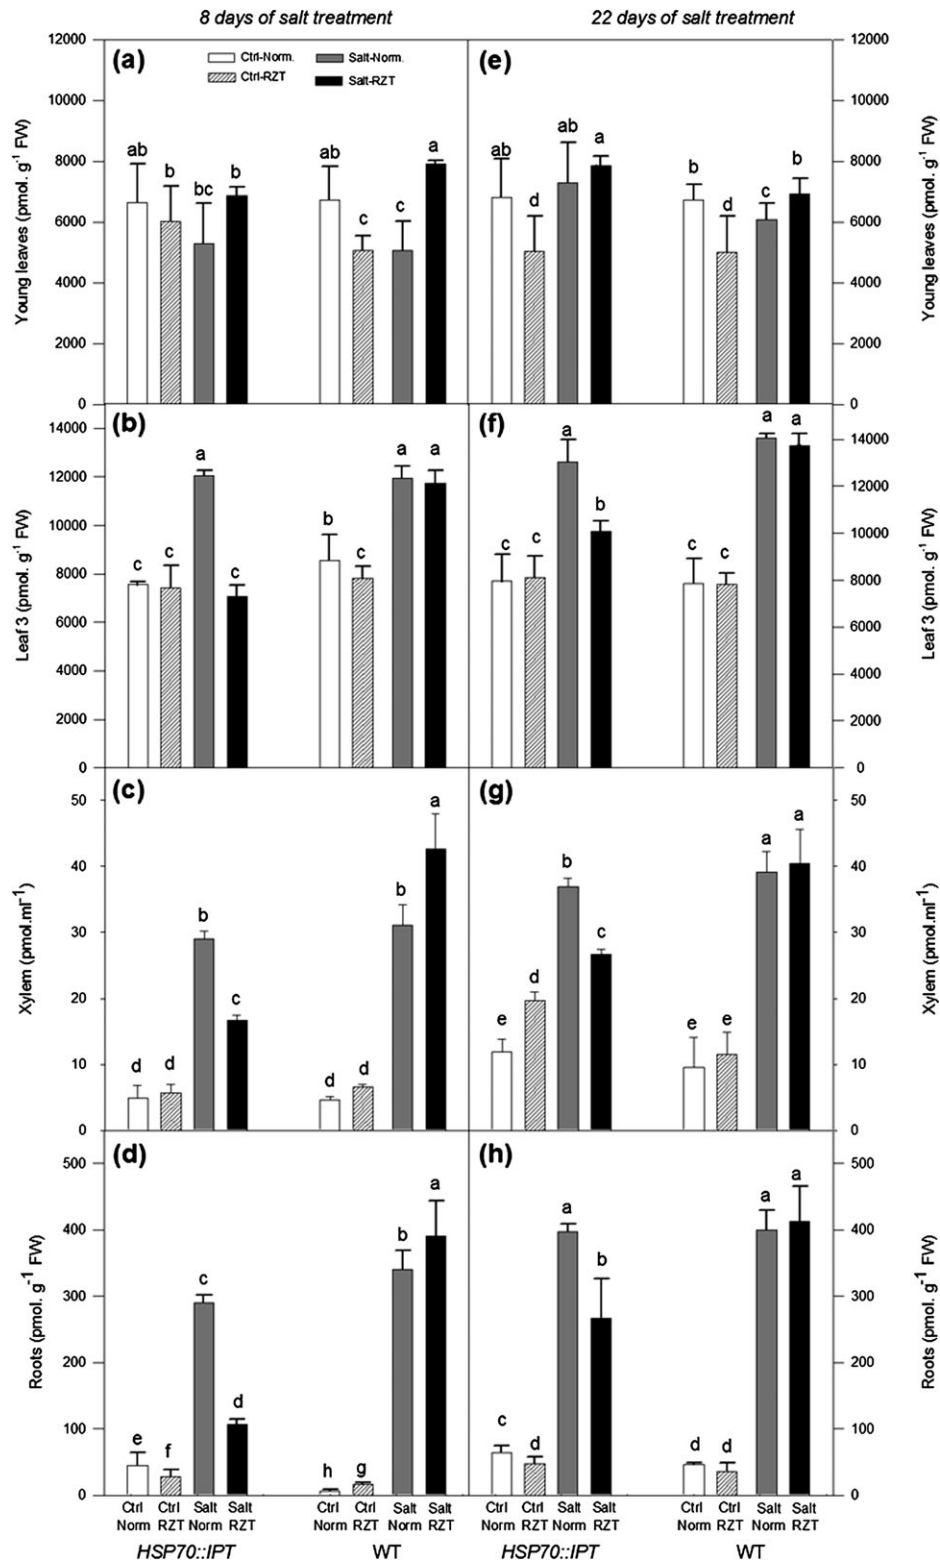 8 days of salt treatment 22 days of salt treatment
(a) Ctrl-Norm. Salt-Norm. (e)
Ctrl-RZT Salt-RZT
12000 12000
10000 10000
8000 8000
6000 6000
4000 4000
2000 2000
0 0
Young leaves (pmol. g-1 FW) Young leaves (pmol. g-1 FW)
ab b bc b ab c c a ab d ab a b d c b
(b) (f)
14000 14000
12000 12000
10000 10000
8000 8000
6000 6000
4000 4000
2000 2000
0 0
Leaf 3 (pmol. g-1 FW) Leaf 3 (pmol. g-1 FW)
c c a c b c a a c c a b c c a a
(c) (g)
50 50
40 40
30 30
20 20
10 10
0 0
Xylem (pmol.ml-1) Xylem (pmol.ml-1)
d d b c d d b a e d b c e e a a
(d) (h)
500 500
400 400
300 300
200 200
100 100
0 0
Roots (pmol. g-1 FW) Roots (pmol. g-1 FW)
e f c d h g b a c d a b d d a a
Ctrl Ctrl Salt Salt Ctrl Ctrl Salt Salt Ctrl Ctrl Salt Salt Ctrl Ctrl Salt Salt
Norm RZT Norm RZT Norm RZT Norm RZT Norm RZT Norm RZT Norm RZT Norm RZT
HSP70::IPT WT HSP70::IPT WT